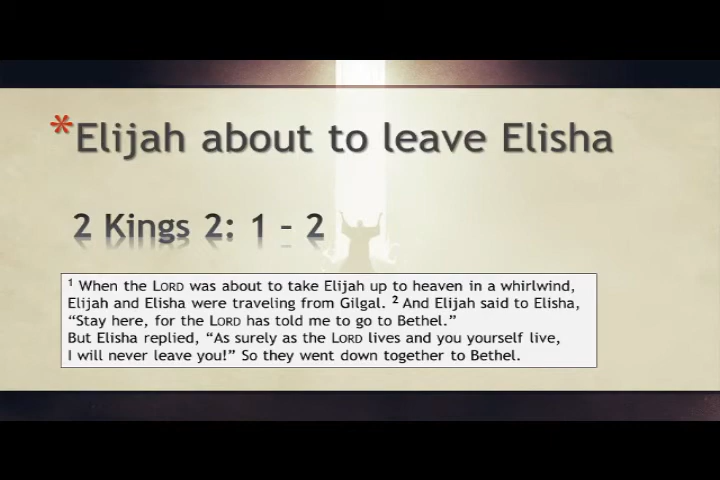 *Elijah about to leave Elisha
2 Kings 2: 1 – 2
1 When the LORD was about to take Elijah up to heaven in a whirlwind,
Elijah and Elisha were traveling from Gilgal. 2 And Elijah said to Elisha,
“Stay here, for the LORD has told me to go to Bethel.”
But Elisha replied, “As surely as the LORD lives and you yourself live,
I will never leave you!” So they went down together to Bethel.